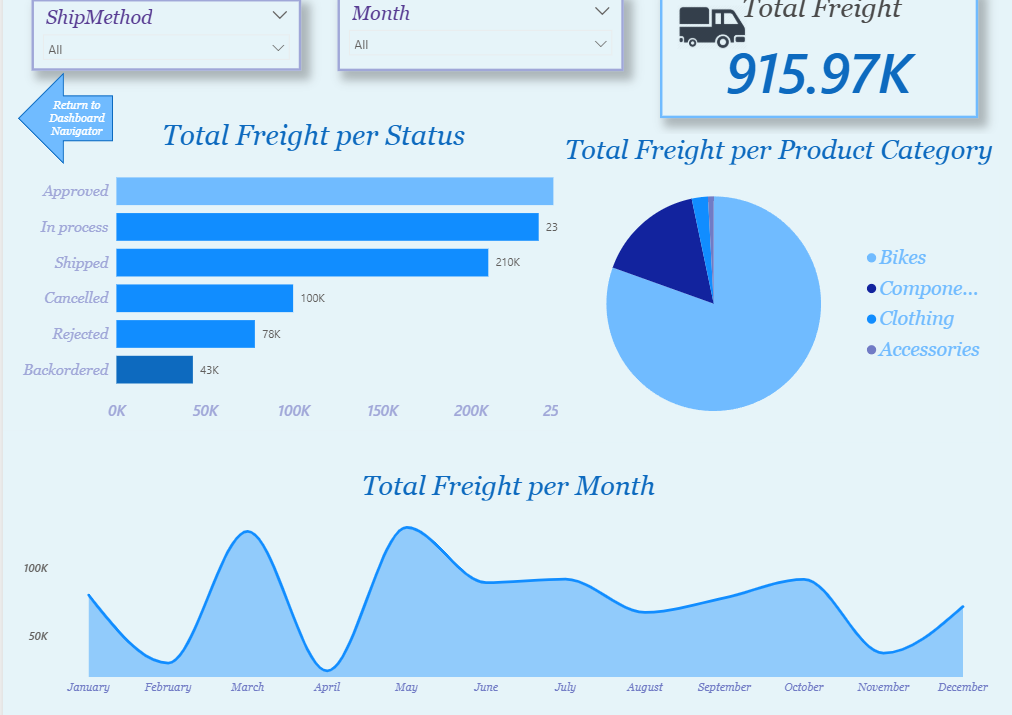 ShipMethod
All
Month
All
Total Freight
915.97K
Return to
Dashboard
Navigator
Total Freight per Status
Approved
In process
23
Shipped
210K
Cancelled
100K
Rejected
78K
Backordered
43K
0K 50K 100K 150K 200K 25
Total Freight per Product Category
Bikes
Compone...
Clothing
Accessories
Total Freight per Month
100K
50K
January February March April May June July August September October November December